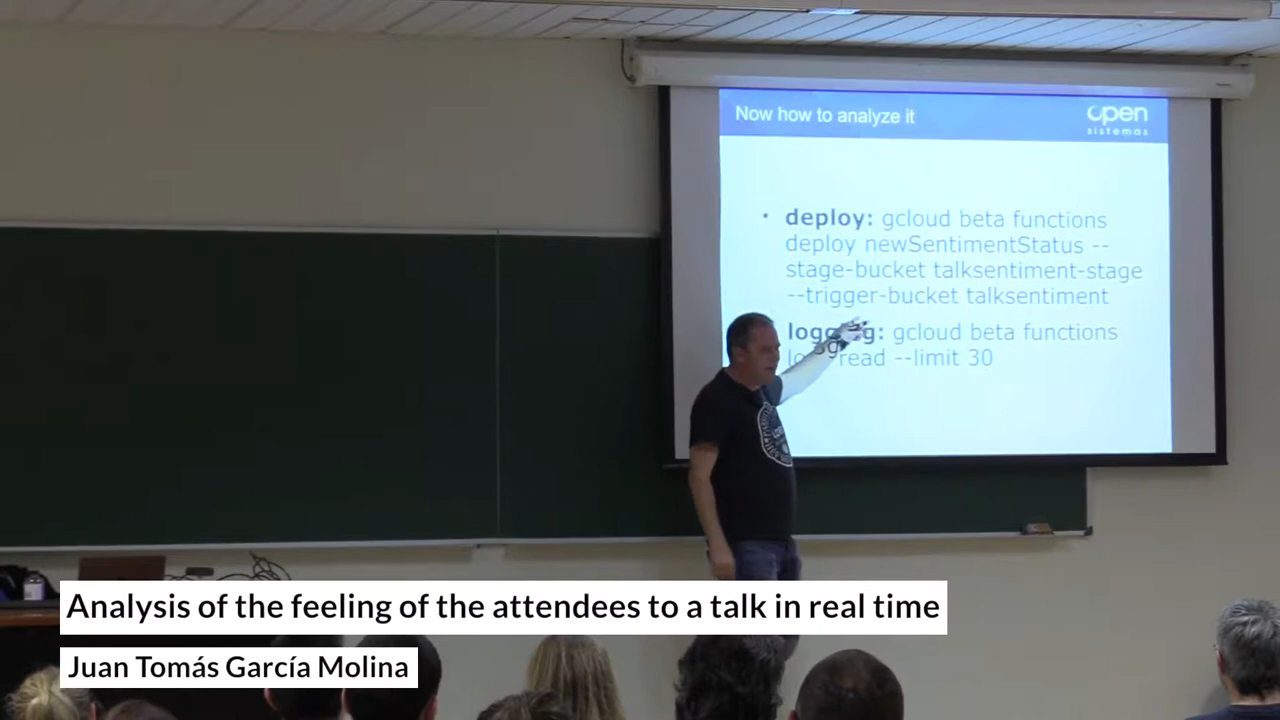 Now how to analyze it
open
sistemas
• deploy: gcloud beta functions
deploy newSentimentStatus --
stage-bucket talksentiment-stage
--trigger-bucket talksentiment
gcloud beta functions
read --limit 30
Analysis of the feeling of the attendees to a talk in real time
Juan Tomás García Molina